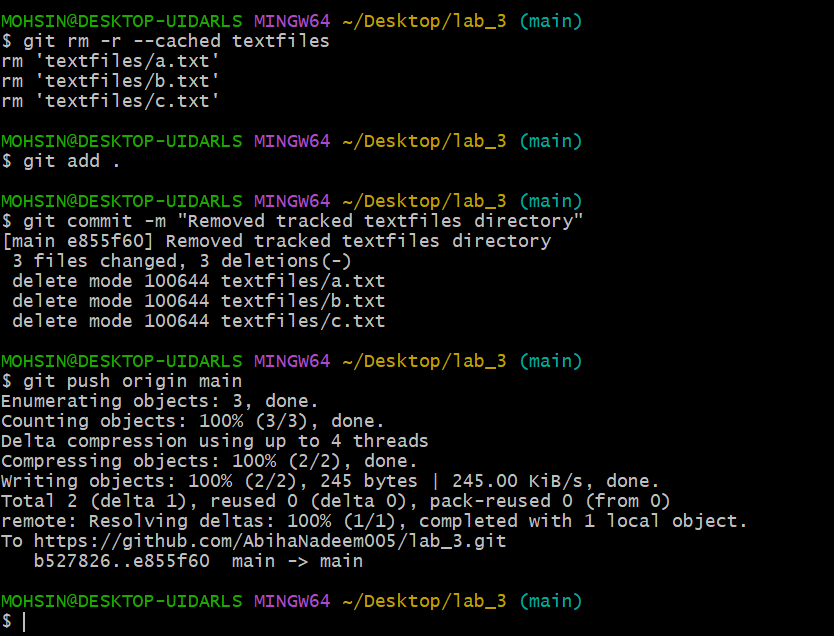 MOHSIN@DESKTOP-UIDARLS MINGW64 ~/Desktop/lab_3 (main)
$ git rm -r --cached textfiles
rm 'textfiles/a.txt'
rm 'textfiles/b.txt'
rm 'textfiles/c.txt'

MOHSIN@DESKTOP-UIDARLS MINGW64 ~/Desktop/lab_3 (main)
$ git add .

MOHSIN@DESKTOP-UIDARLS MINGW64 ~/Desktop/lab_3 (main)
$ git commit -m "Removed tracked textfiles directory"
[main e855f60] Removed tracked textfiles directory
 3 files changed, 3 deletions(-)
 delete mode 100644 textfiles/a.txt
 delete mode 100644 textfiles/b.txt
 delete mode 100644 textfiles/c.txt

MOHSIN@DESKTOP-UIDARLS MINGW64 ~/Desktop/lab_3 (main)
$ git push origin main
Enumerating objects: 3, done.
Counting objects: 100% (3/3), done.
Delta compression using up to 4 threads
Compressing objects: 100% (2/2), done.
Writing objects: 100% (2/2), 245 bytes | 245.00 KiB/s, done.
Total 2 (delta 1), reused 0 (delta 0), pack-reused 0 (from 0)
remote: Resolving deltas: 100% (1/1), completed with 1 local object.
To https://github.com/AbihaNadeem005/lab_3.git
   b527826..e855f60  main -> main

MOHSIN@DESKTOP-UIDARLS MINGW64 ~/Desktop/lab_3 (main)
$